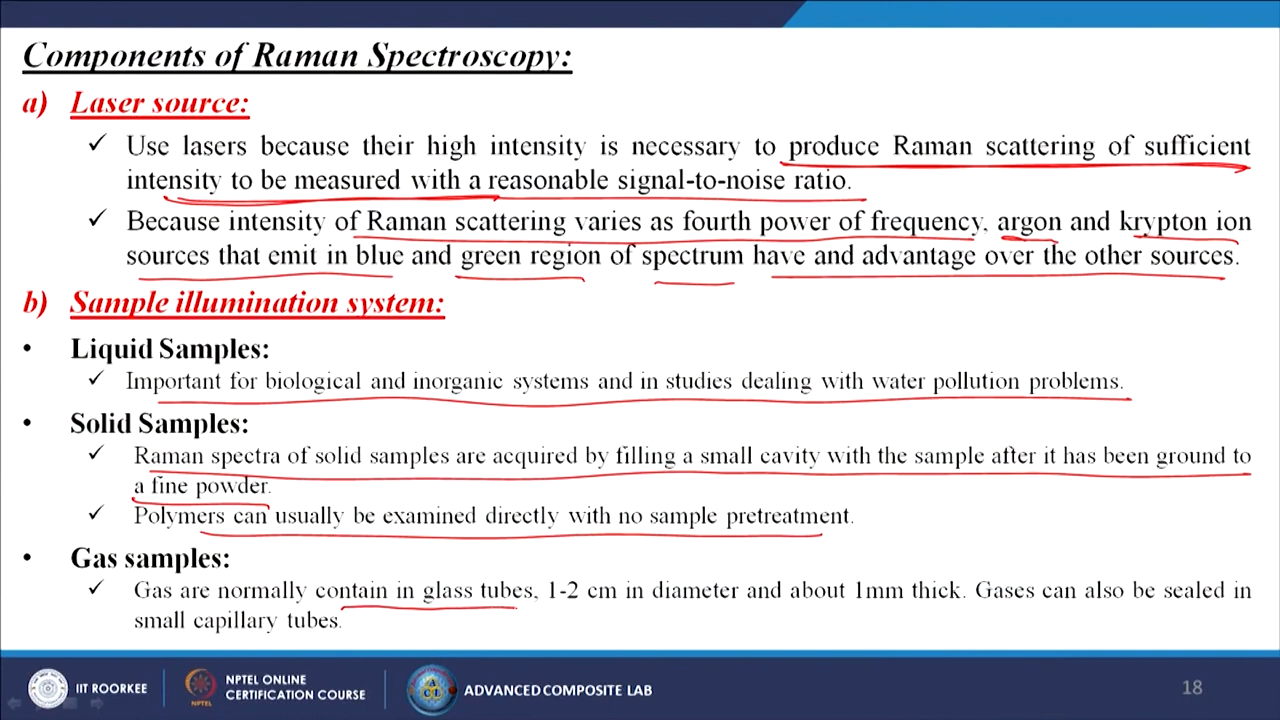 Components of Raman Spectroscopy:
a) Laser source:
✓ Use lasers because their high intensity is necessary to produce Raman scattering of sufficient
intensity to be measured with a reasonable signal-to-noise ratio.
✓ Because intensity of Raman scattering varies as fourth power of frequency, argon and krypton ion
sources that emit in blue and green region of spectrum have and advantage over the other sources.
b) Sample illumination system:
• Liquid Samples:
✓ Important for biological and inorganic systems and in studies dealing with water pollution problems.
• Solid Samples:
✓ Raman spectra of solid samples are acquired by filling a small cavity with the sample after it has been ground to
a fine powder.
✓ Polymers can usually be examined directly with no sample pretreatment.
• Gas samples:
✓ Gas are normally contain in glass tubes, 1-2 cm in diameter and about 1mm thick. Gases can also be sealed in
small capillary tubes.
IIT ROORKEE
NPTEL
NPTEL ONLINE
CERTIFICATION COURSE
ADVANCED COMPOSITE LAB
18